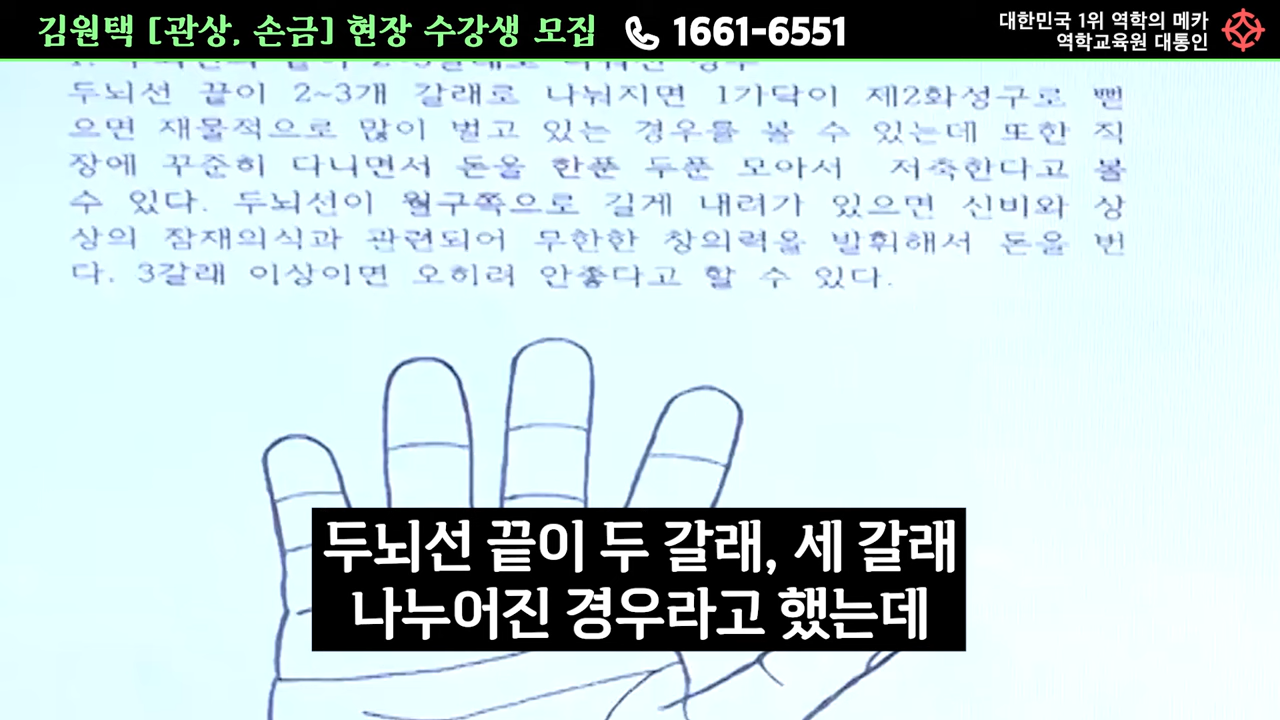 김원택 [관상, 손금] 현장 수강생 모집 1661-6551
대한민국 1위 역학의 메카
역학교육원 대통인
두뇌선 끝이 2~3개 갈래로 나눠지면 1가닥이 제2화성구로 뻗
으면 재물적으로 많이 벌고 있는 경우를 볼 수 있는데 또한 직
장에 꾸준히 다니면서 돈을 한푼 두푼 모아서 저축한다고 볼
수 있다. 두뇌선이 월구쪽으로 길게 내려가 있으면 신비와 상
상의 잠재의식과 관련되어 무한한 창의력을 발휘해서 돈을 번
다. 3갈래 이상이면 오히려 안좋다고 할 수 있다.
두뇌선 끝이 두 갈래, 세 갈래
나누어진 경우라고 했는데